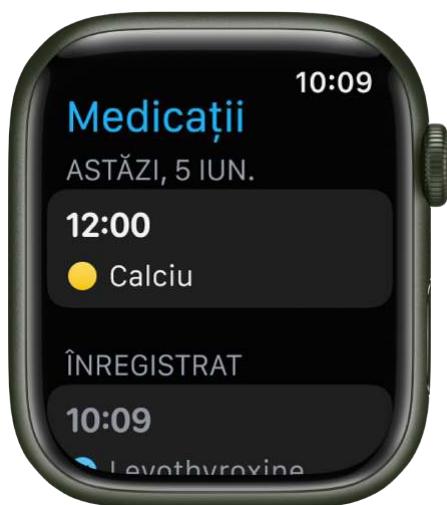 10:09
Medicații
ASTĂZI, 5 IUN.
12:00
Calciu
ÎNREGISTRAT
10:09
Levothyroxine